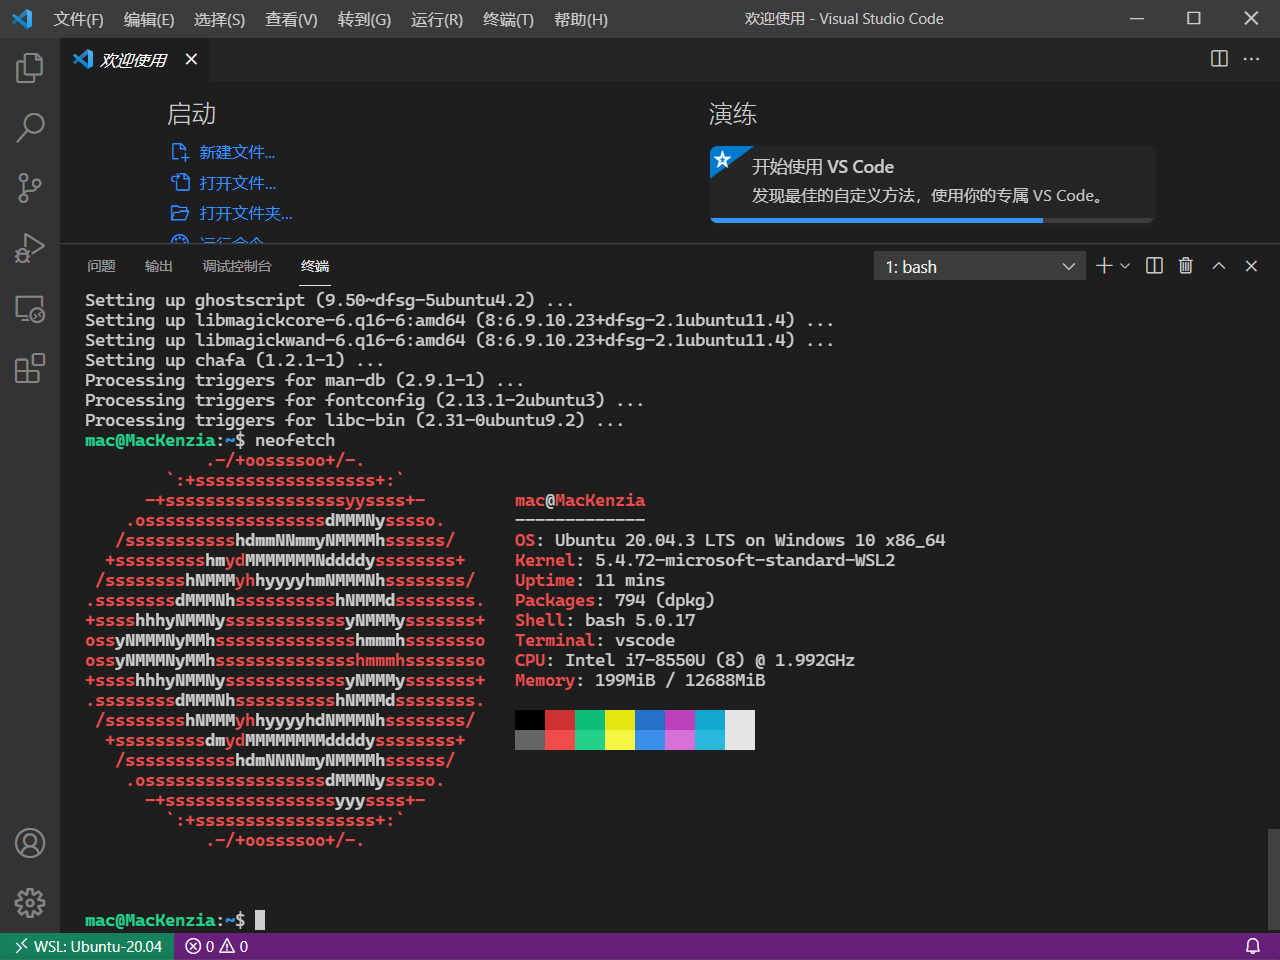 文件(F) 编辑(E) 选择(S) 查看(V) 转到(G) 运行(R) 终端(T) 帮助(H) 欢迎使用 - Visual Studio Code
欢迎使用
启动
新建文件...
打开文件...
打开文件夹...
运行命令
演练
开始使用 VS Code
发现最佳的自定义方法，使用你的专属 VS Code。
问题 输出 调试控制台 终端 1: bash
Setting up ghostscript (9.50~dfsg-5ubuntu4.2) ...
Setting up libmagickcore-6.q16-6:amd64 (8:6.9.10.23+dfsg-2.1ubuntu11.4) ...
Setting up libmagickwand-6.q16-6:amd64 (8:6.9.10.23+dfsg-2.1ubuntu11.4) ...
Setting up chafa (1.2.1-1) ...
Processing triggers for man-db (2.9.1-1) ...
Processing triggers for fontconfig (2.13.1-2ubuntu3) ...
Processing triggers for libc-bin (2.31-0ubuntu9.2) ...
mac@MacKenzia:~$ neofetch
            .-/+oossssoo+/-.
        `:+ssssssssssssssssss+:`
      -+ssssssssssssssssssyyssss+-         mac@MacKenzia
    .ossssssssssssssssssdMMMNysssso.       -------------
   /ssssssssssshdmmNNmmyNMMMMhssssss/      OS: Ubuntu 20.04.3 LTS on Windows 10 x86_64
  +ssssssssshmydMMMMMMMNddddyssssssss+     Kernel: 5.4.72-microsoft-standard-WSL2
 /sssssssshNMMMyhhyyyyhmNMMMNhssssssss/    Uptime: 11 mins
.ssssssssdMMMNhsssssssssshNMMMdssssssss.   Packages: 794 (dpkg)
+sssshhhyNMMNyssssssssssssyNMMMysssssss+   Shell: bash 5.0.17
ossyNMMMNyMMhsssssssssssssshmmmhssssssso   Terminal: vscode
ossyNMMMNyMMhsssssssssssssshmmmhssssssso   CPU: Intel i7-8550U (8) @ 1.992GHz
+sssshhhyNMMNyssssssssssssyNMMMysssssss+   Memory: 199MiB / 12688MiB
.ssssssssdMMMNhsssssssssshNMMMdssssssss.
 /sssssssshNMMMyhhyyyyhdNMMMNhssssssss/
  +sssssssssdmydMMMMMMMMddddyssssssss+
   /ssssssssssshdmNNNNmyNMMMMhssssss/
    .ossssssssssssssssssdMMMNysssso.
      -+sssssssssssssssssyyyssss+-
        `:+ssssssssssssssssss+:`
            .-/+oossssoo+/-.
mac@MacKenzia:~$
WSL: Ubuntu-20.04 0 0